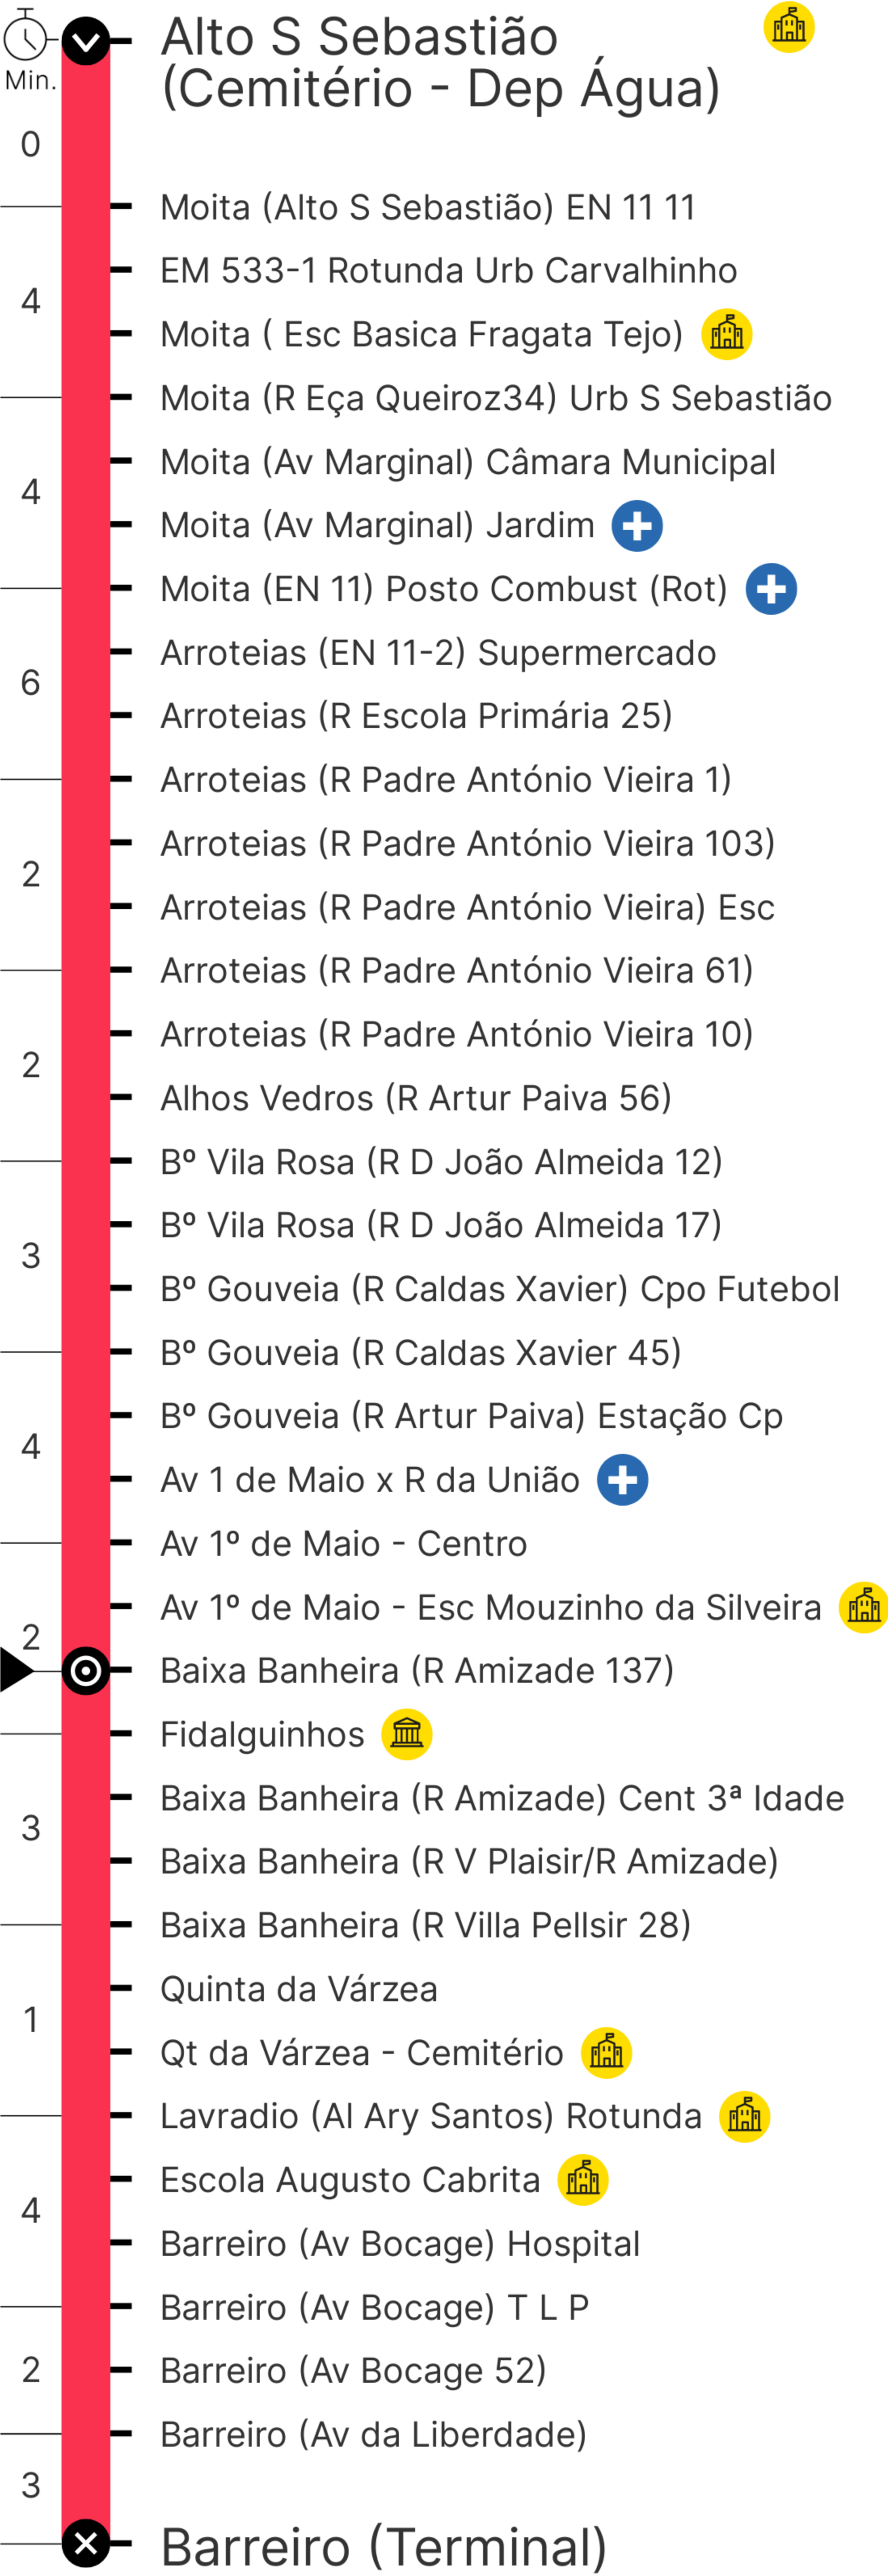 Alto S Sebastião
(Cemitério - Dep Água)
Min.
0
Moita (Alto S Sebastião) EN 11 11
EM 533-1 Rotunda Urb Carvalhinho
4
Moita ( Esc Basica Fragata Tejo)
Moita (R Eça Queiroz34) Urb S Sebastião
Moita (Av Marginal) Câmara Municipal
4
Moita (Av Marginal) Jardim
Moita (EN 11) Posto Combust (Rot)
Arroteias (EN 11-2) Supermercado
6
Arroteias (R Escola Primária 25)
Arroteias (R Padre António Vieira 1)
Arroteias (R Padre António Vieira 103)
2
Arroteias (R Padre António Vieira) Esc
Arroteias (R Padre António Vieira 61)
Arroteias (R Padre António Vieira 10)
2
Alhos Vedros (R Artur Paiva 56)
Bº Vila Rosa (R D João Almeida 12)
Bº Vila Rosa (R D João Almeida 17)
3
Bº Gouveia (R Caldas Xavier) Cpo Futebol
Bº Gouveia (R Caldas Xavier 45)
Bº Gouveia (R Artur Paiva) Estação Cp
4
Av 1 de Maio x R da União
Av 1º de Maio - Centro
Av 1º de Maio - Esc Mouzinho da Silveira
2
Baixa Banheira (R Amizade 137)
Fidalguinhos
Baixa Banheira (R Amizade) Cent 3ª Idade
3
Baixa Banheira (R V Plaisir/R Amizade)
Baixa Banheira (R Villa Pellsir 28)
Quinta da Várzea
1
Qt da Várzea - Cemitério
Lavradio (Al Ary Santos) Rotunda
Escola Augusto Cabrita
4
Barreiro (Av Bocage) Hospital
Barreiro (Av Bocage) T L P
2
Barreiro (Av Bocage 52)
Barreiro (Av da Liberdade)
3
Barreiro (Terminal)